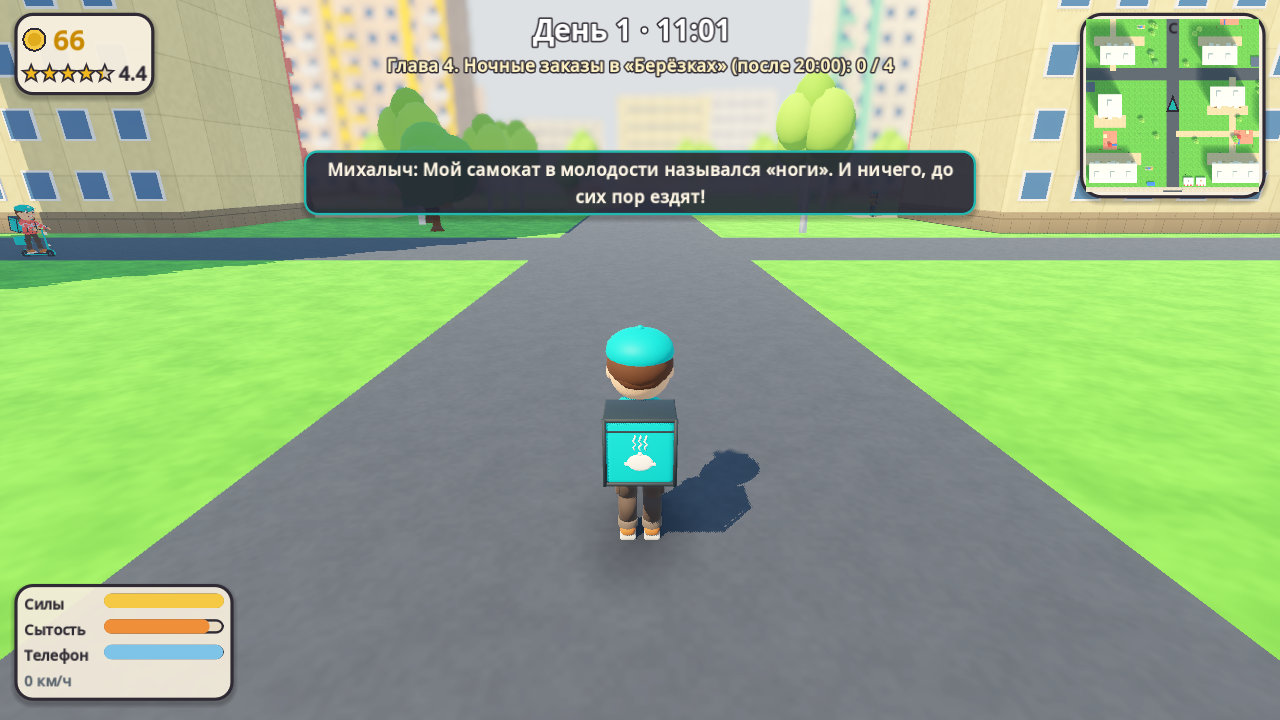 66
4.4
День 1 · 11:01
Глава 4. Ночные заказы в «Берёзках» (после 20:00): 0 / 4
С
Михалыч: Мой самокат в молодости назывался «ноги». И ничего, до
сих пор ездят!
Силы
Сытость
Телефон
0 км/ч